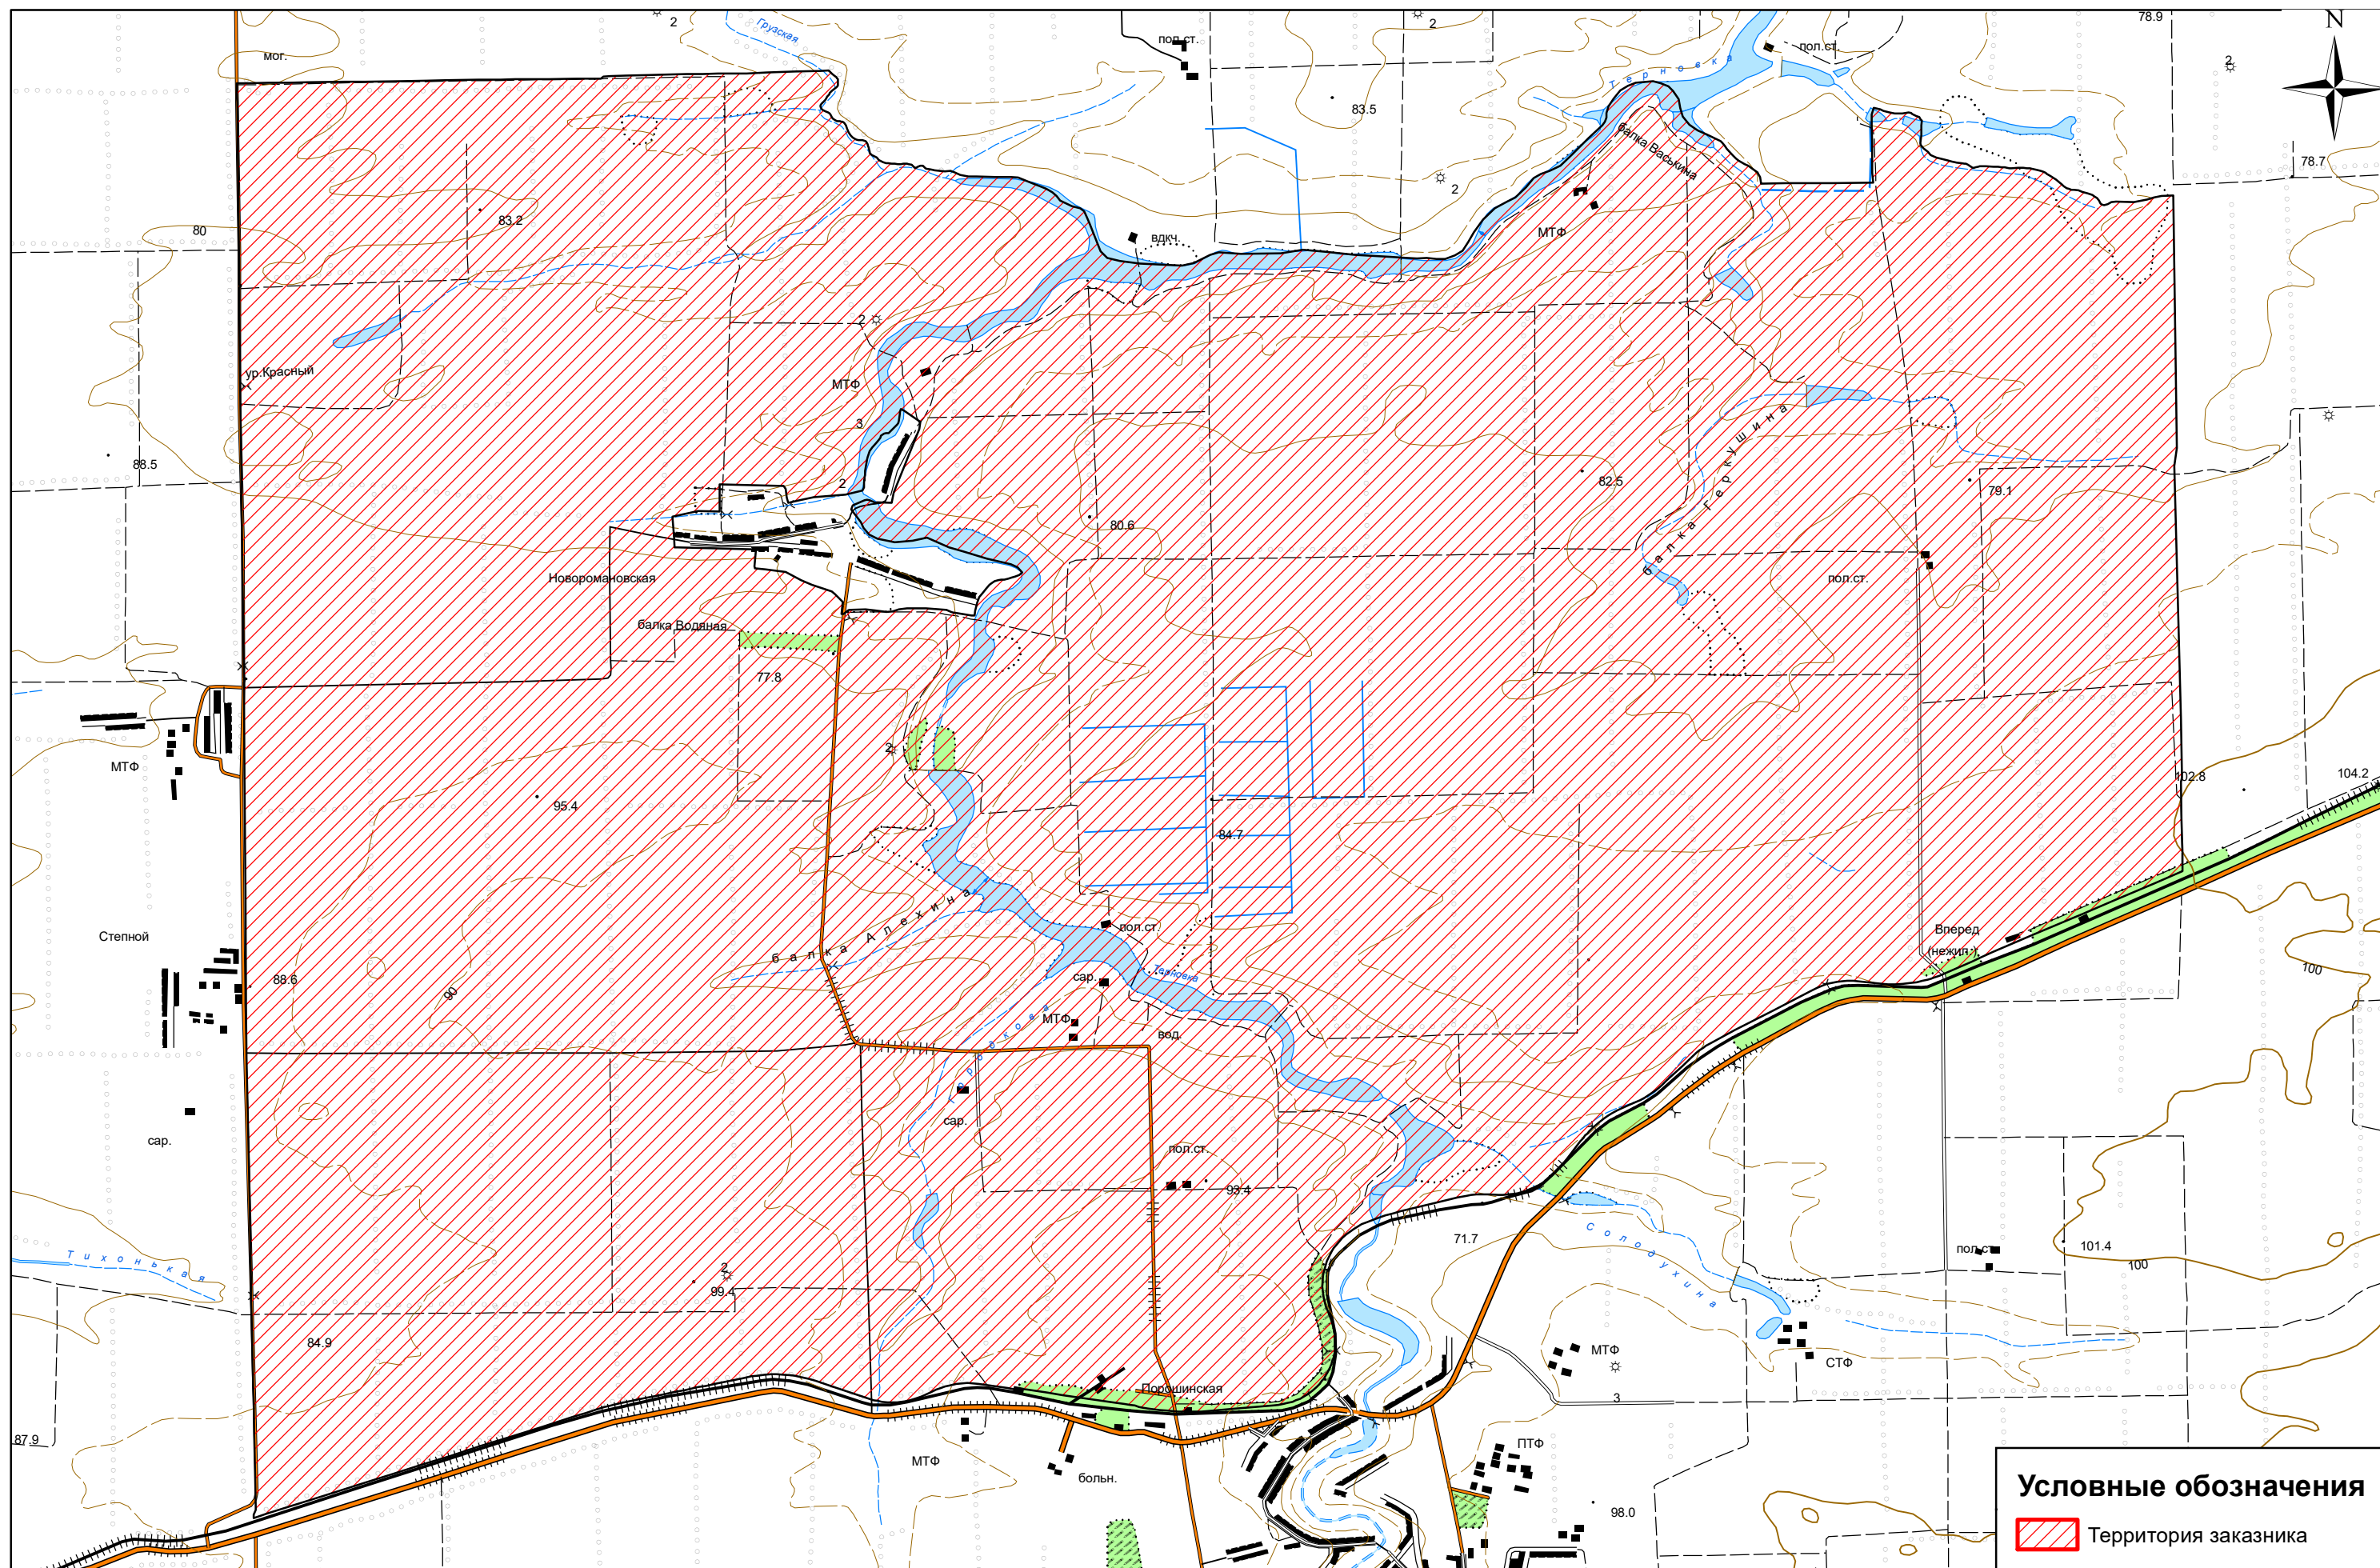 Грузская
2
2
78.9
N
мог.
пол.ст.
пол.ст.
Терновка
2
83.5
балка Васькина
78.7
2
83.2
80
вдкч.
МТФ
2
ур.Красный
МТФ
3
балка Геркушина
88.5
2
82.5
79.1
80.6
Новоромановская
пол.ст.
балка Водяная
77.8
2
МТФ
102.8
104.2
95.4
84.7
балка Алехина
Степной
пол.ст.
Вперед
(нежил.)
88.6
90
сар.
Терновка
100
МТФ
вод.
сар.
сар.
пол.ст.
93.4
71.7
Солодухина
пол.ст.
101.4
100
Тихонькая
2
99.4
84.9
МТФ
СТФ
Порошинская
3
87.9
МТФ
больн.
ПТФ
98.0
Условные обозначения
Территория заказника